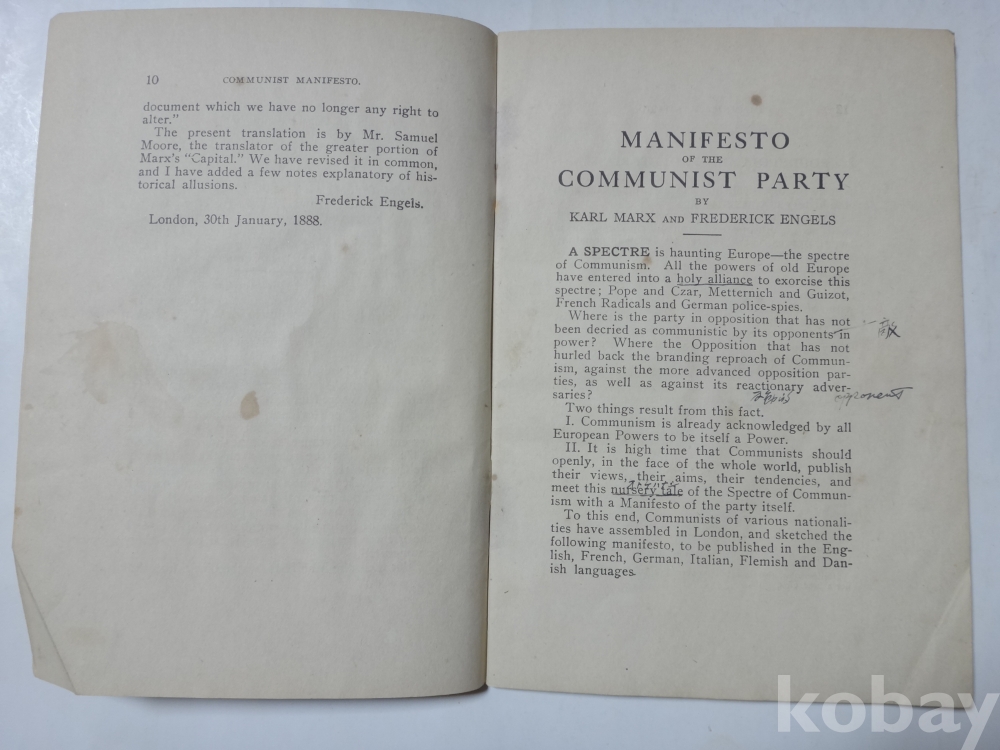 10 COMMUNIST MANIFESTO.
document which we have no longer any right to
alter."
The present translation is by Mr. Samuel
Moore, the translator of the greater portion of
Marx's "Capital." We have revised it in common,
and I have added a few notes explanatory of his-
torical allusions.
Frederick Engels.
London, 30th January, 1888.
MANIFESTO
OF THE
COMMUNIST PARTY
BY
KARL MARX AND FREDERICK ENGELS
A SPECTRE is haunting Europe—the spectre
of Communism. All the powers of old Europe
have entered into a holy alliance to exorcise this
spectre; Pope and Czar, Metternich and Guizot,
French Radicals and German police-spies.
Where is the party in opposition that has not
been decried as communistic by its opponents in
power? Where the Opposition that has not
hurled back the branding reproach of Commun-
ism, against the more advanced opposition par-
ties, as well as against its reactionary adver-
saries?
opponents
Two things result from this fact.
I. Communism is already acknowledged by all
European Powers to be itself a Power.
II. It is high time that Communists should
openly, in the face of the whole world, publish
their views, their aims, their tendencies, and
meet this nursery tale of the Spectre of Commun-
ism with a Manifesto of the party itself.
To this end, Communists of various nationali-
ties have assembled in London, and sketched the
following manifesto, to be published in the Eng-
lish, French, German, Italian, Flemish and Dan-
ish languages.
kobay